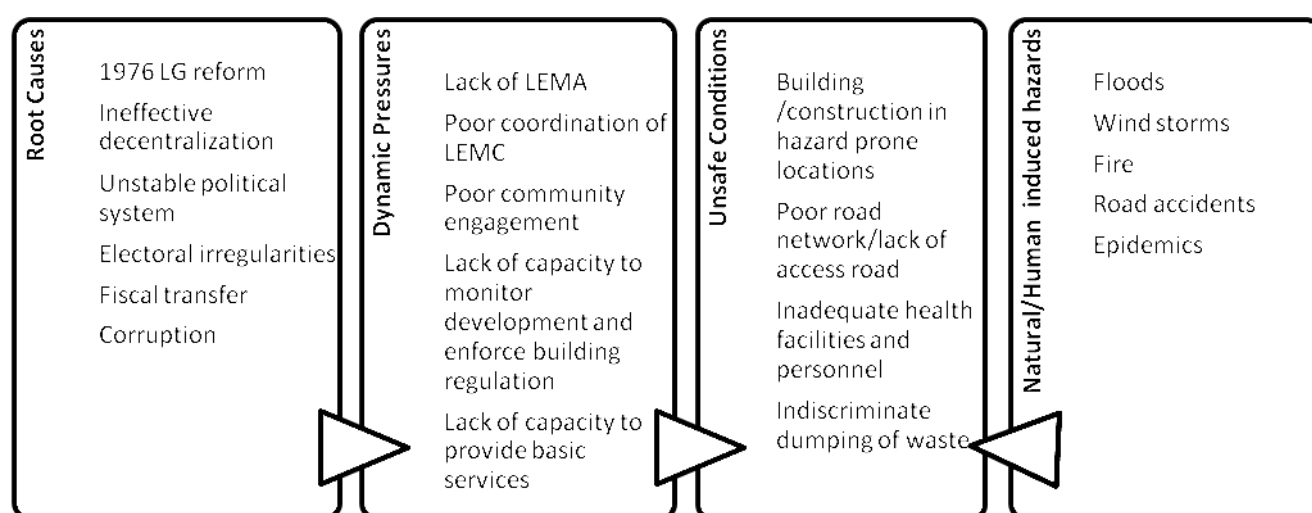 Root Causes
1976 LG reform
Ineffective
decentralization
Unstable political
system
Electoral irregularities
Fiscal transfer
Corruption
Dynamic Pressures
Lack of LEMA
Poor coordination of
LEMC
Poor community
engagement
Lack of capacity to
monitor
development and
enforce building
regulation
Lack of capacity to
provide basic
services
Unsafe Conditions
Building
/construction in
hazard prone
locations
Poor road
network/lack of
access road
Inadequate health
facilities and
personnel
Indiscriminate
dumping of waste
Natural/Human induced hazards
Floods
Wind storms
Fire
Road accidents
Epidemics